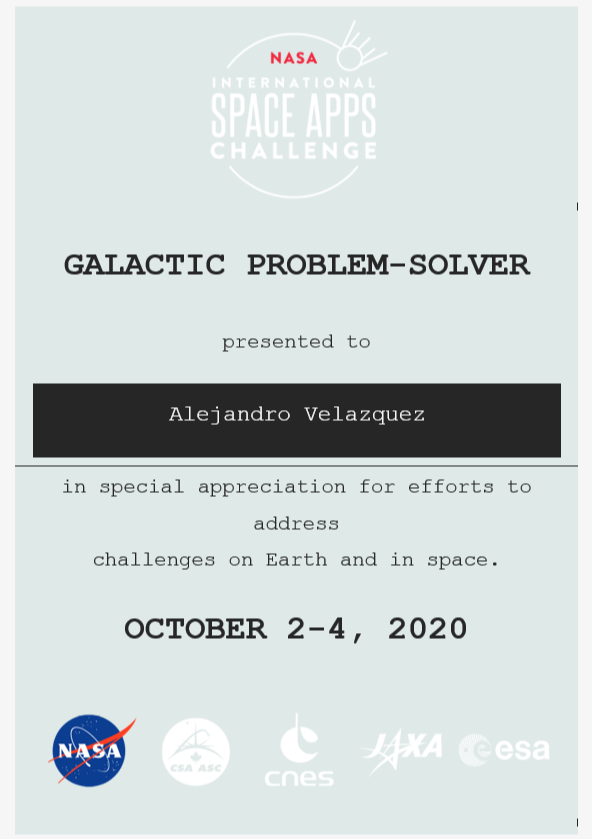 NASA
INTERNATIONAL
SPACE APPS
CHALLENGE
GALACTIC PROBLEM-SOLVER
presented to
Alejandro Velazquez
in special appreciation for efforts to
address
challenges on Earth and in space.
OCTOBER 2-4, 2020
NASA CSA ASC cnes JAXA esa